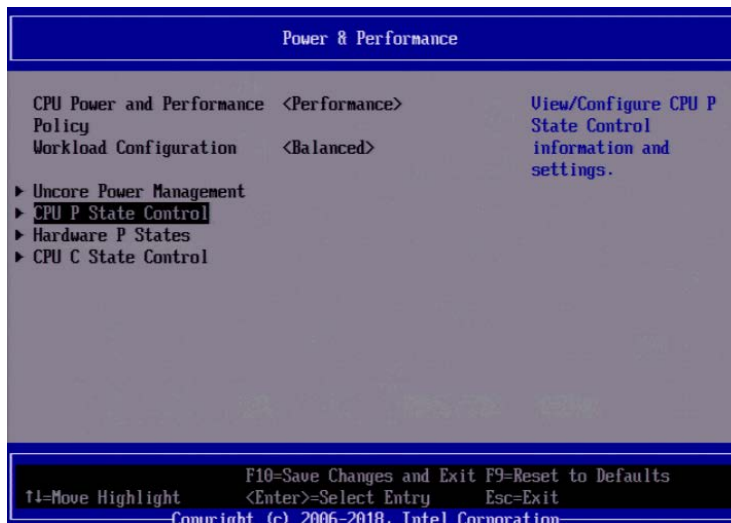 Power & Performance
CPU Power and Performance <Performance>
Policy
Workload Configuration <Balanced>
▶ Uncore Power Management
▶ CPU P State Control
▶ Hardware P States
▶ CPU C State Control
View/Configure CPU P
State Control
information and
settings.
F10=Save Changes and Exit F9=Reset to Defaults
↑↓=Move Highlight <Enter>=Select Entry Esc=Exit
Copyright (c) 2006-2018, Intel Corporation